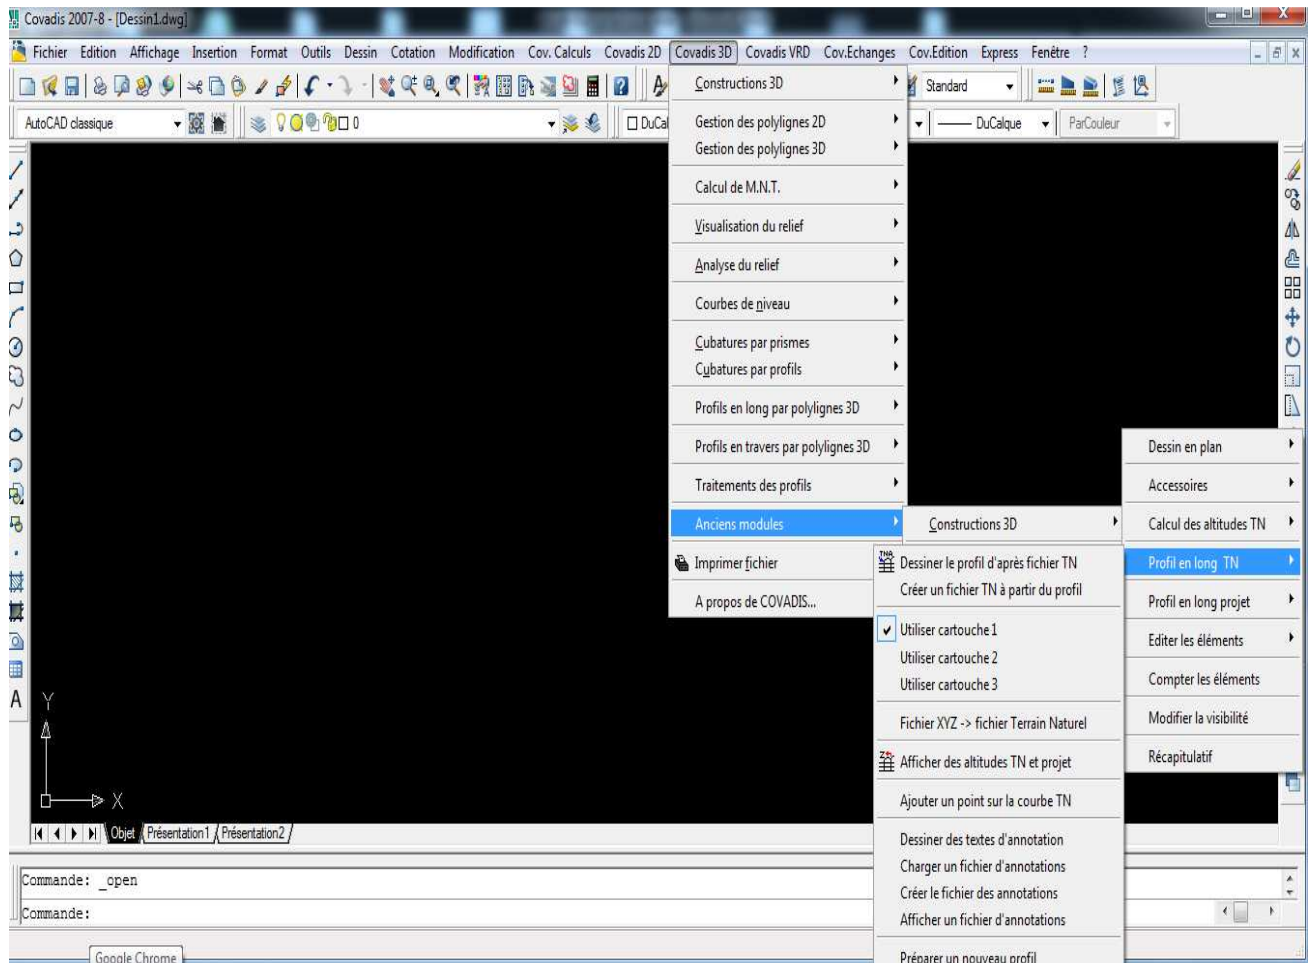 Covadis 2007-8 - [Dessin1.dwg]
Fichier Edition Affichage Insertion Format Outils Dessin Cotation Modification Cov. Calculs Covadis 2D Covadis 3D Covadis VRD Cov.Echanges Cov.Edition Express Fenêtre ?
Standard
AutoCAD classique
0
DuCal
DuCalque
ParCouleur
Constructions 3D
Gestion des polylignes 2D
Gestion des polylignes 3D
Calcul de M.N.T.
Visualisation du relief
Analyse du relief
Courbes de niveau
Cubatures par prismes
Cubatures par profils
Profils en long par polylignes 3D
Profils en travers par polylignes 3D
Traitements des profils
Anciens modules
Imprimer fichier
A propos de COVADIS...
Constructions 3D
Dessin en plan
Accessoires
Calcul des altitudes TN
Profil en long TN
Profil en long projet
Editer les éléments
Compter les éléments
Modifier la visibilité
Récapitulatif
Dessiner le profil d'après fichier TN
Créer un fichier TN à partir du profil
Utiliser cartouche 1
Utiliser cartouche 2
Utiliser cartouche 3
Fichier XYZ -> fichier Terrain Naturel
Afficher des altitudes TN et projet
Ajouter un point sur la courbe TN
Dessiner des textes d'annotation
Charger un fichier d'annotations
Créer le fichier des annotations
Afficher un fichier d'annotations
Préparer un nouveau profil
Y
X
Objet Présentation1 Présentation2
Commande: _open
Commande:
Google Chrome